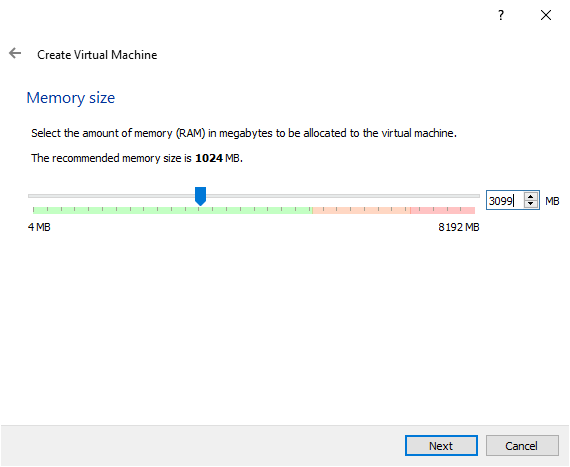 ?
Create Virtual Machine
Memory size
Select the amount of memory (RAM) in megabytes to be allocated to the virtual machine.
The recommended memory size is 1024 MB.
3099 MB
4 MB 8192 MB
Next Cancel